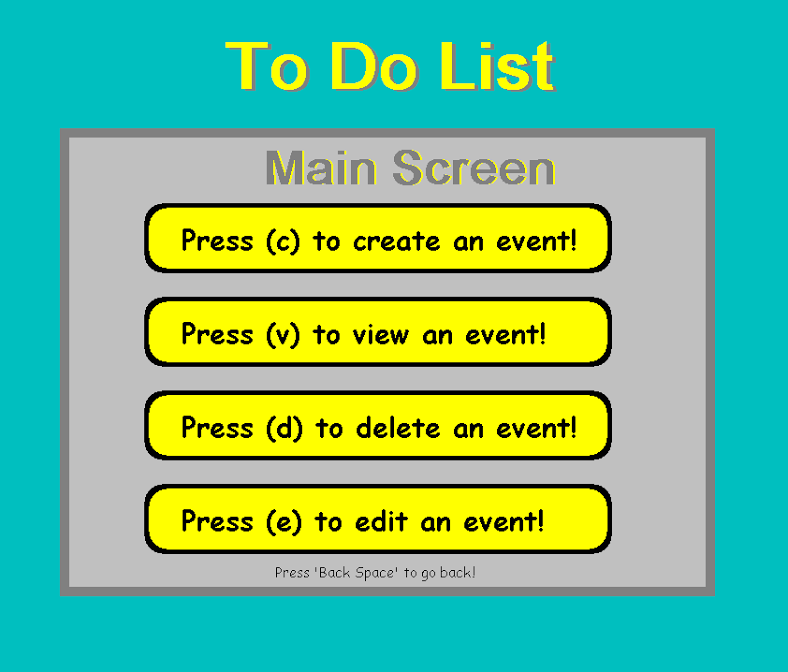 To Do List
Main Screen
Press (c) to create an event!
Press (v) to view an event!
Press (d) to delete an event!
Press (e) to edit an event!
Press 'Back Space' to go back!